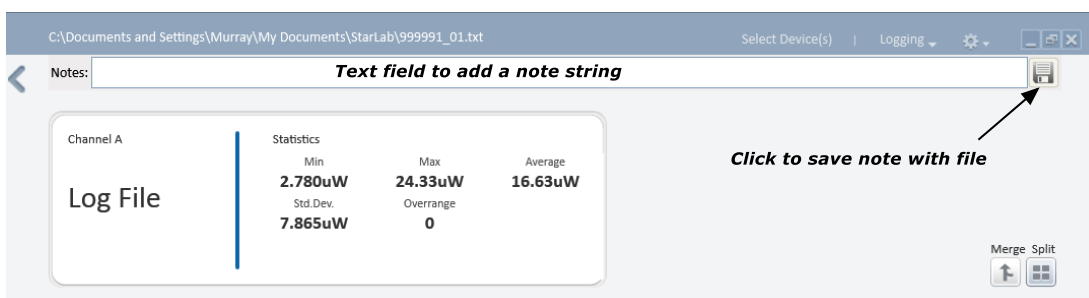 C:\Documents and Settings\Murray\My Documents\StarLab\999991_01.txt
Select Device(s) | Logging
Notes: Text field to add a note string
Click to save note with file
Channel A
Log File
Statistics
Min Max Average
2.780uW 24.33uW 16.63uW
Std.Dev. Overrange
7.865uW 0
Merge Split